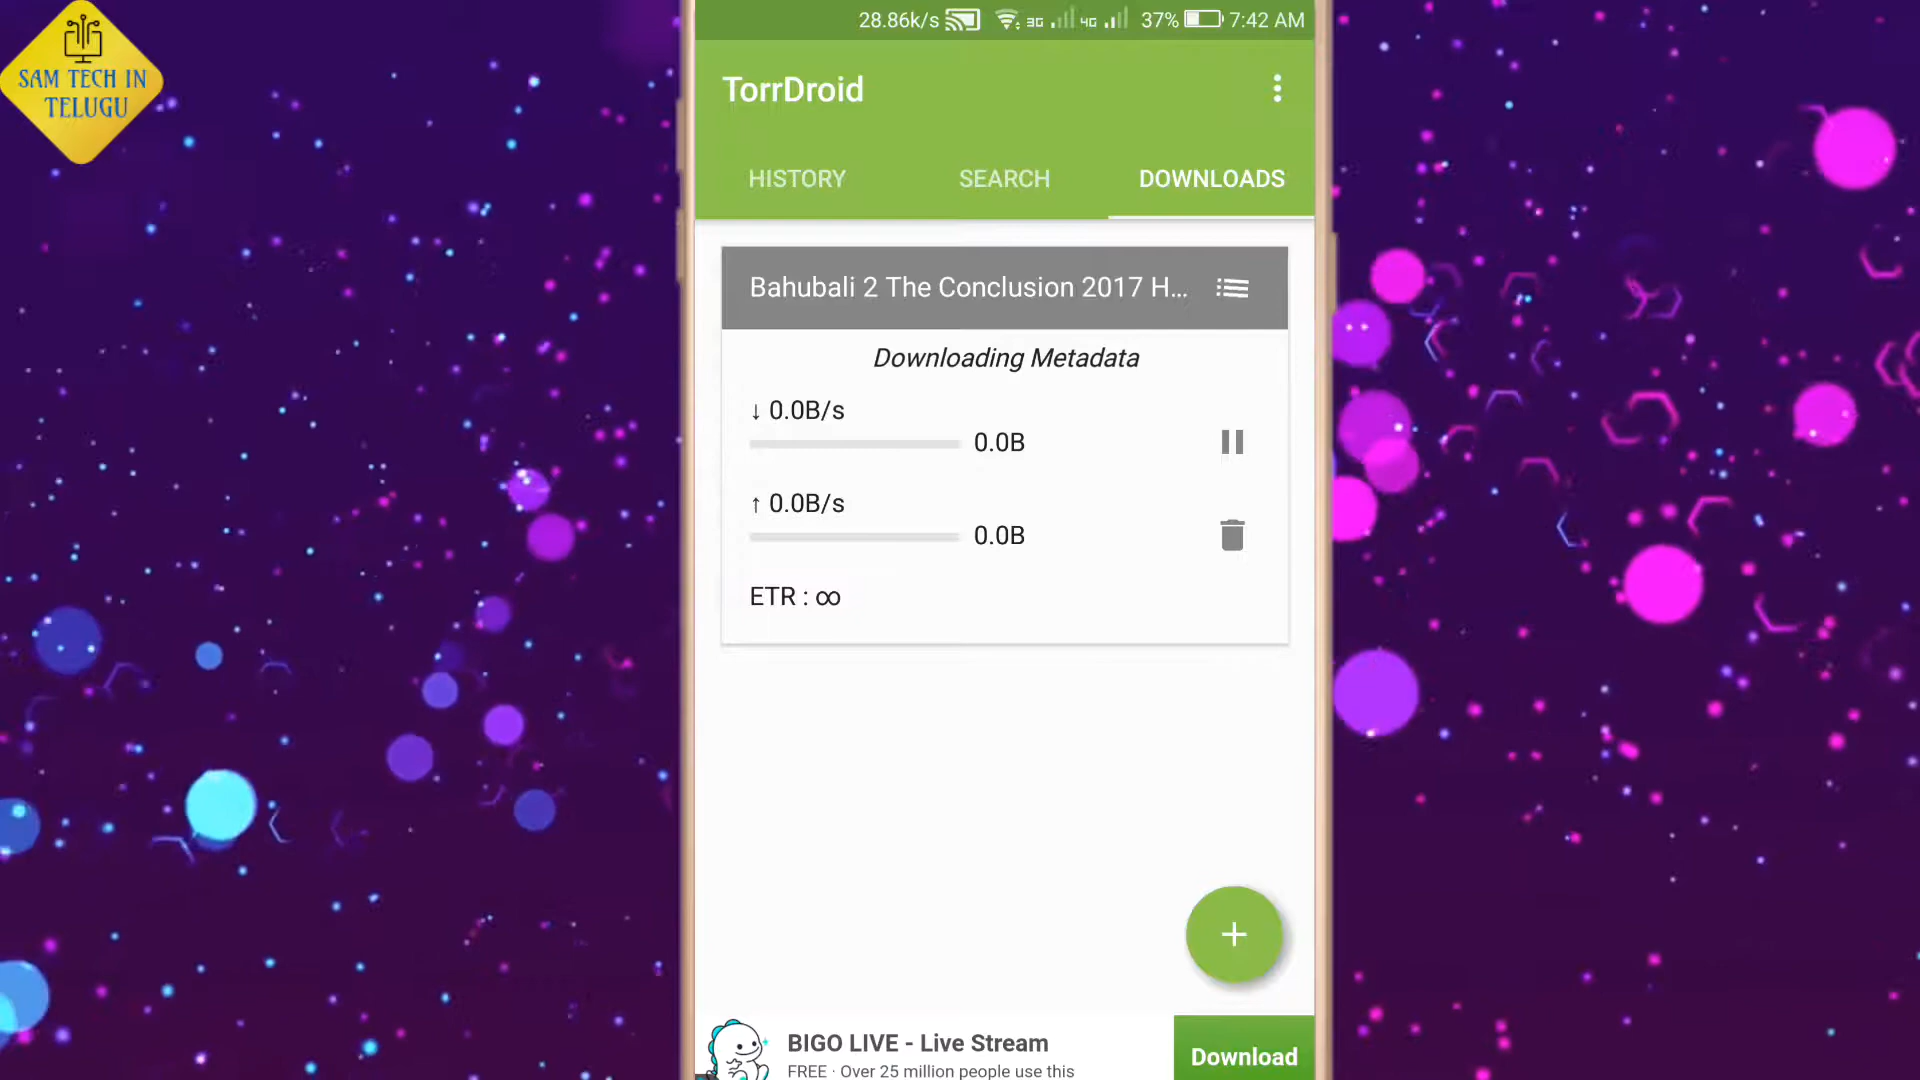 SAM TECH IN
TELUGU
28.86k/s 3G 4G 37% 7:42 AM
TorrDroid
HISTORY SEARCH DOWNLOADS
Bahubali 2 The Conclusion 2017 H...
Downloading Metadata
↓ 0.0B/s
0.0B
↑ 0.0B/s
0.0B
ETR : ∞
+
BIGO LIVE - Live Stream
FREE · Over 25 million people use this
Download